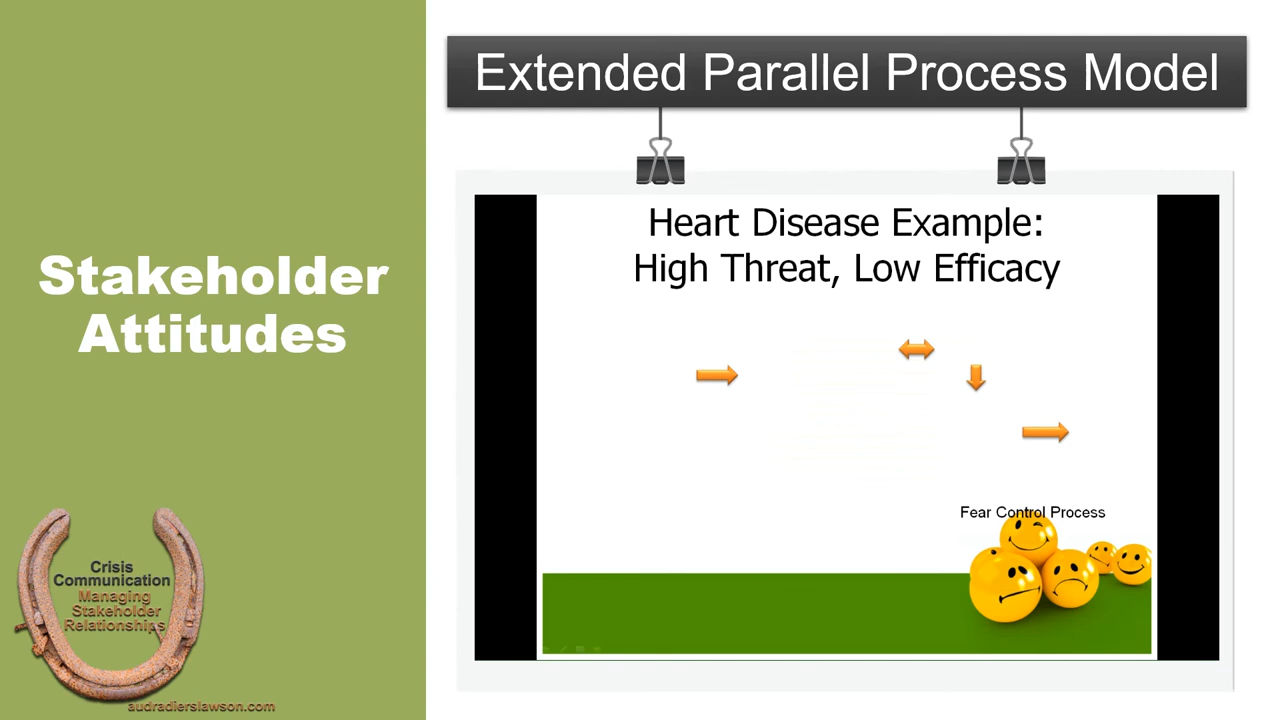 Extended Parallel Process Model
Stakeholder
Attitudes
Heart Disease Example:
High Threat, Low Efficacy
Fear Control Process
Crisis
Communication
Managing
Stakeholder
Relationships
audradierslawson.com